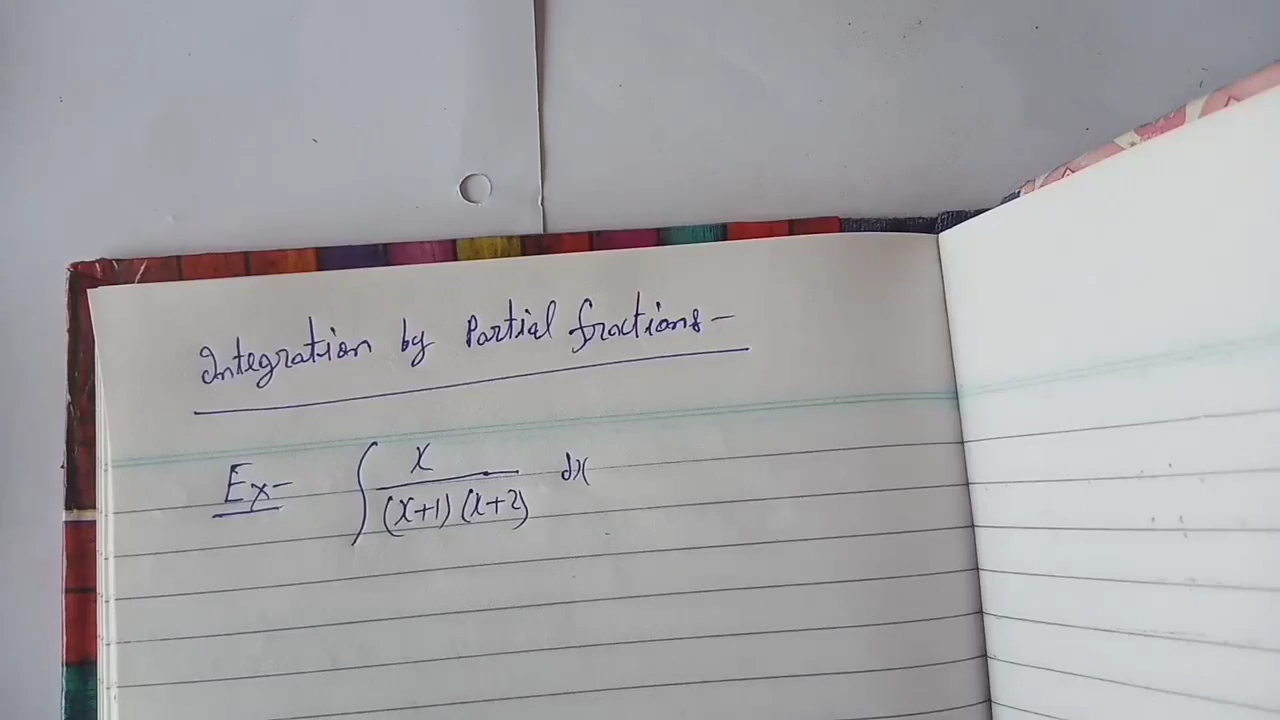 Integration by Partial fractions-
Ex- ∫ x/((x+1)(x+2)) dx